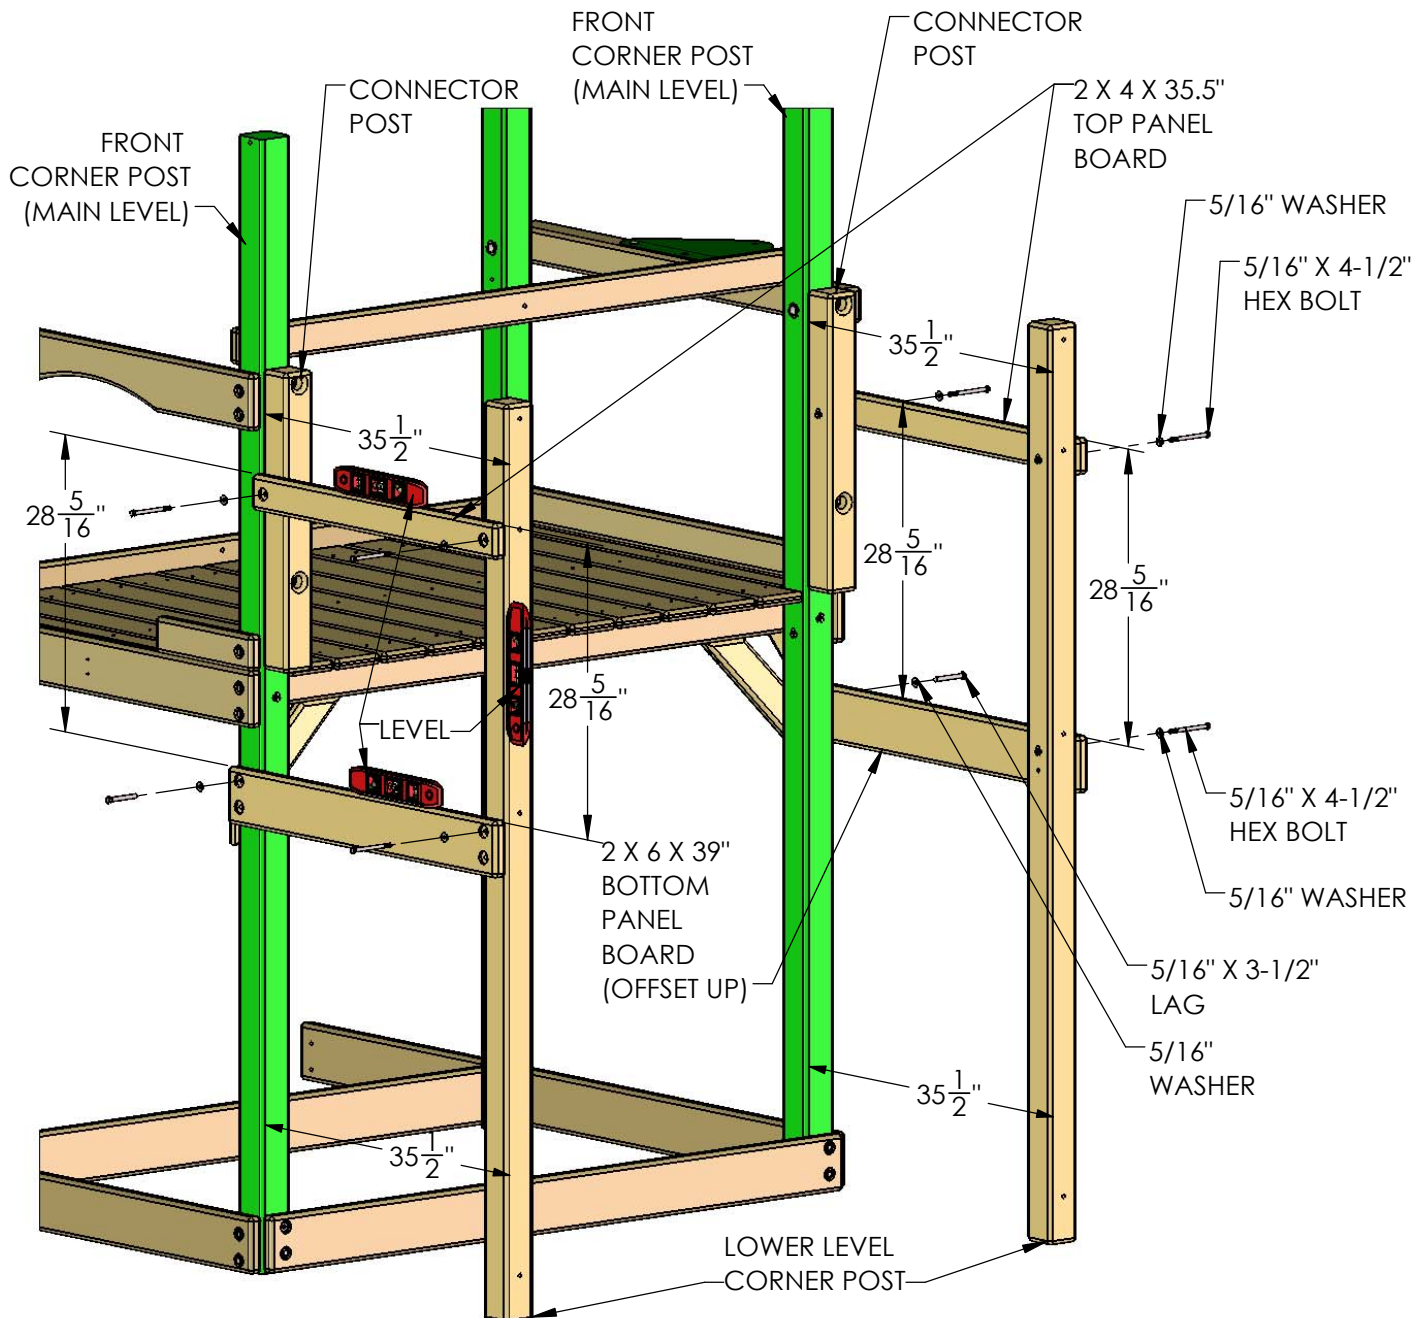 FRONT
CORNER POST
(MAIN LEVEL)
CONNECTOR
POST
CONNECTOR
POST
2 X 4 X 35.5"
TOP PANEL
BOARD
FRONT
CORNER POST
(MAIN LEVEL)
5/16" WASHER
5/16" X 4-1/2"
HEX BOLT
35 1/2"
35 1/2"
28 5/16"
28 5/16"
28 5/16"
28 5/16"
LEVEL
5/16" X 4-1/2"
HEX BOLT
2 X 6 X 39"
BOTTOM
PANEL
BOARD
(OFFSET UP)
5/16" WASHER
5/16" X 3-1/2"
LAG
5/16"
WASHER
35 1/2"
35 1/2"
LOWER LEVEL
CORNER POST